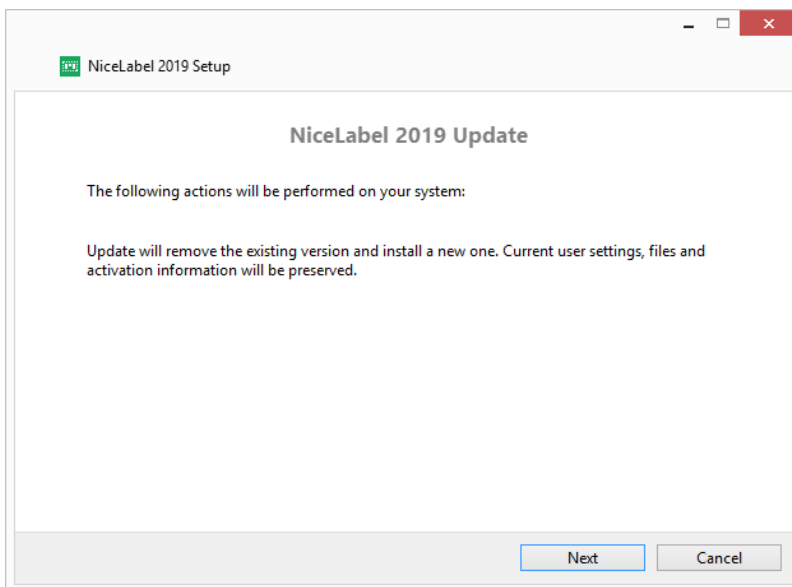 NiceLabel 2019 Setup
NiceLabel 2019 Update
The following actions will be performed on your system:
Update will remove the existing version and install a new one. Current user settings, files and
activation information will be preserved.
Next
Cancel